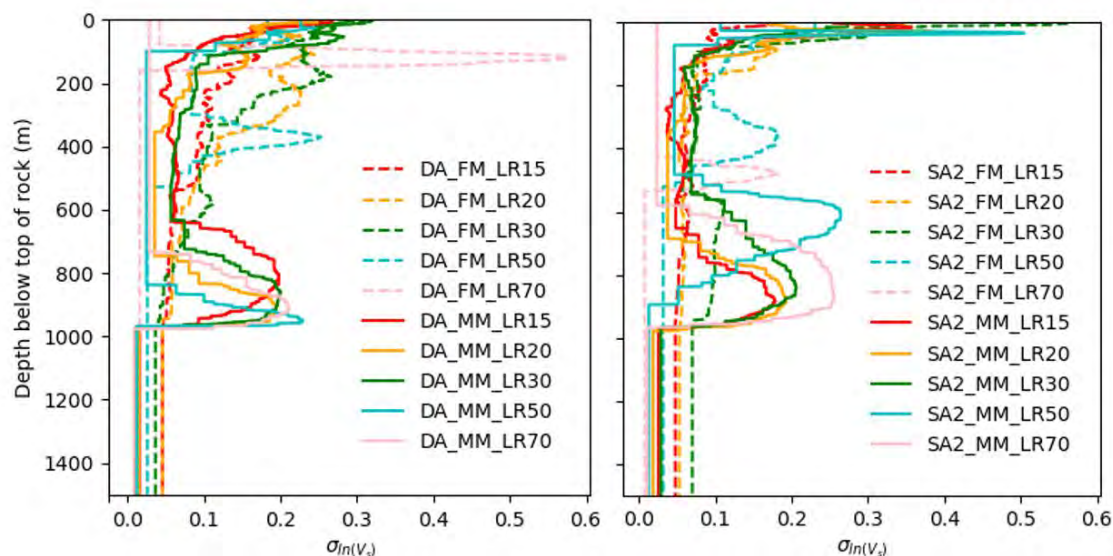 Depth below top of rock (m)
0
200
400
600
800
1000
1200
1400
DA_FM_LR15
DA_FM_LR20
DA_FM_LR30
DA_FM_LR50
DA_FM_LR70
DA_MM_LR15
DA_MM_LR20
DA_MM_LR30
DA_MM_LR50
DA_MM_LR70
0.0 0.1 0.2 0.3 0.4 0.5 0.6
σln(Vs)
SA2_FM_LR15
SA2_FM_LR20
SA2_FM_LR30
SA2_FM_LR50
SA2_FM_LR70
SA2_MM_LR15
SA2_MM_LR20
SA2_MM_LR30
SA2_MM_LR50
SA2_MM_LR70
0.0 0.1 0.2 0.3 0.4 0.5 0.6
σln(Vs)